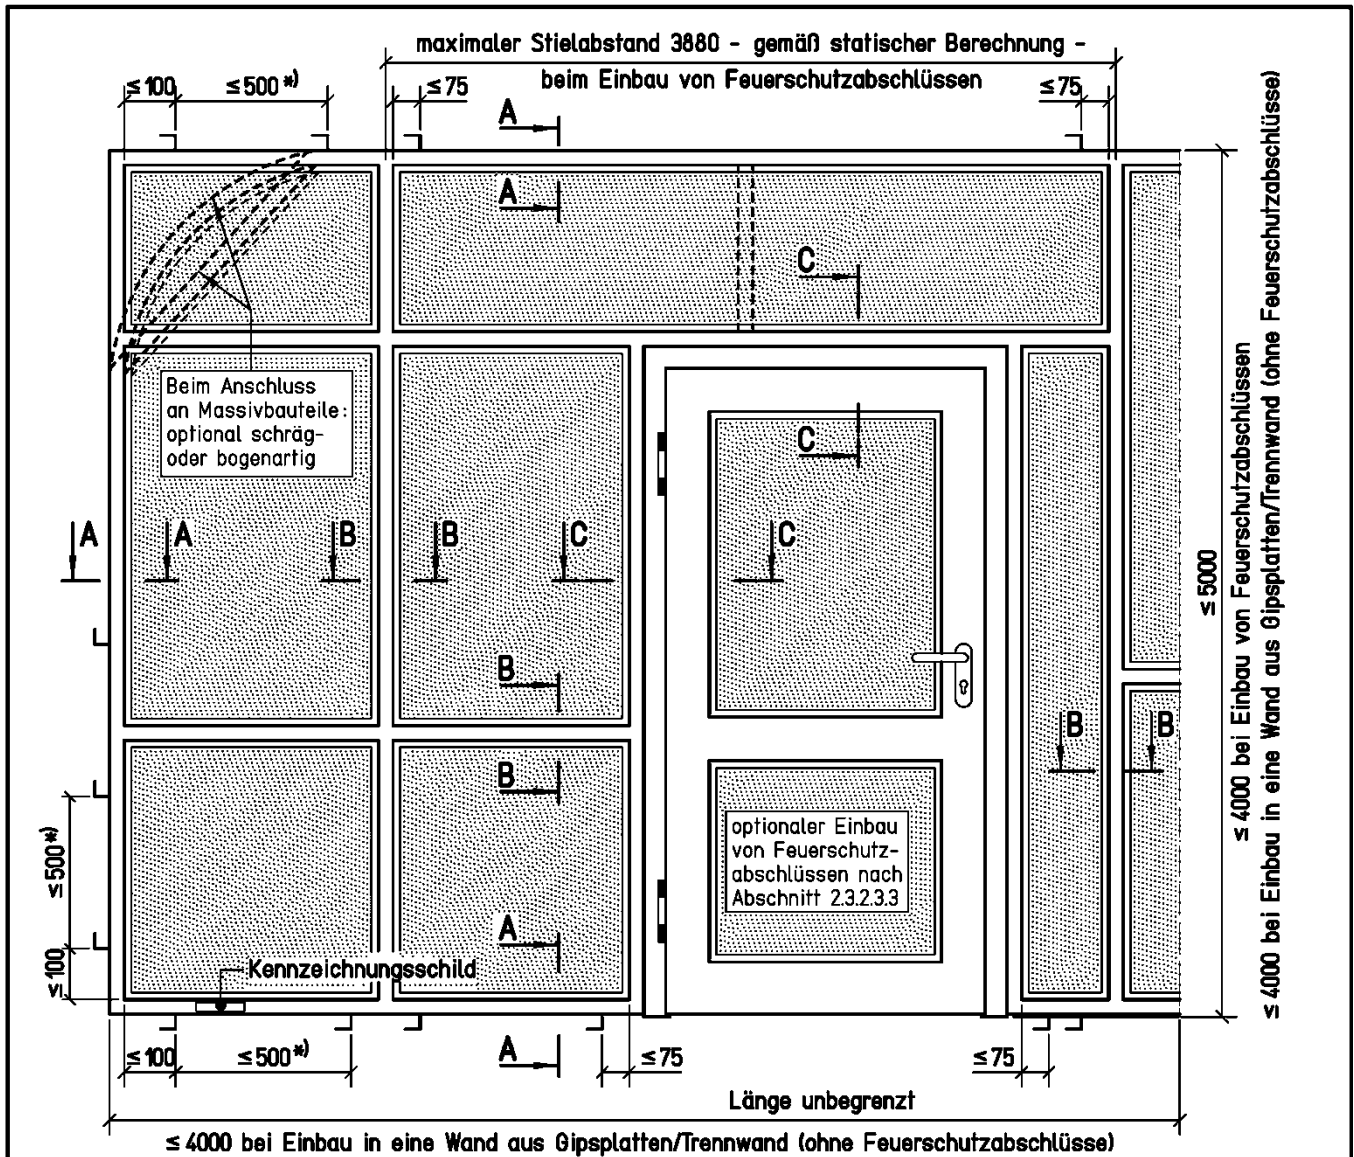 maximaler Stielabstand 3880 - gemäß statischer Berechnung -
beim Einbau von Feuerschutzabschlüssen
≤100
≤500*)
≤75
≤75
A
A
C
Beim Anschluss
an Massivbauteile:
optional schräg-
oder bogenartig
C
A
A
B
B
C
C
B
B
B
B
optionaler Einbau
von Feuerschutz-
abschlüssen nach
Abschnitt 2.3.2.3.3
A
Kennzeichnungsschild
≤500*)
≤100
≤5000
≤ 4000 bei Einbau von Feuerschutzabschlüssen
≤ 4000 bei Einbau in eine Wand aus Gipsplatten/Trennwand (ohne Feuerschutzabschlüsse)
≤100
≤500*)
A
≤75
≤75
Länge unbegrenzt
≤ 4000 bei Einbau in eine Wand aus Gipsplatten/Trennwand (ohne Feuerschutzabschlüsse)